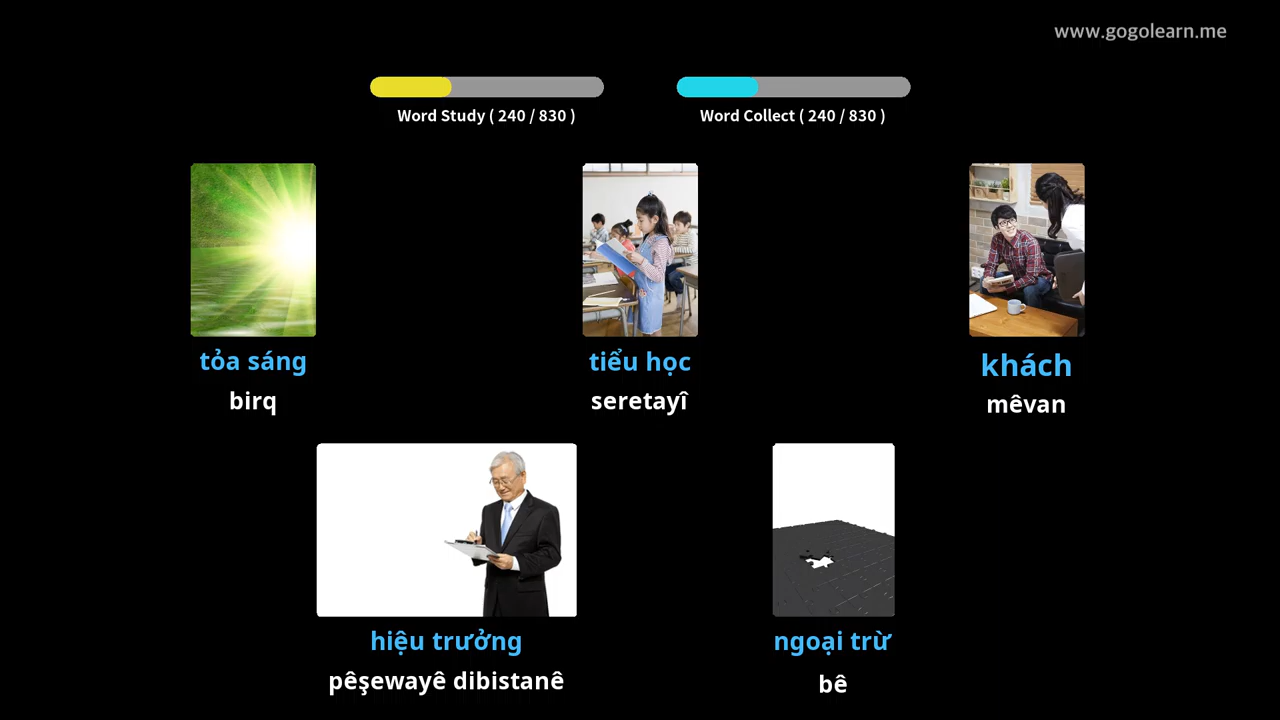 www.gogolearn.me
Word Study ( 240 / 830 )
Word Collect ( 240 / 830 )
tỏa sáng
birq
tiểu học
seretayî
khách
mêvan
hiệu trưởng
pêşewayê dibistanê
ngoại trừ
bê